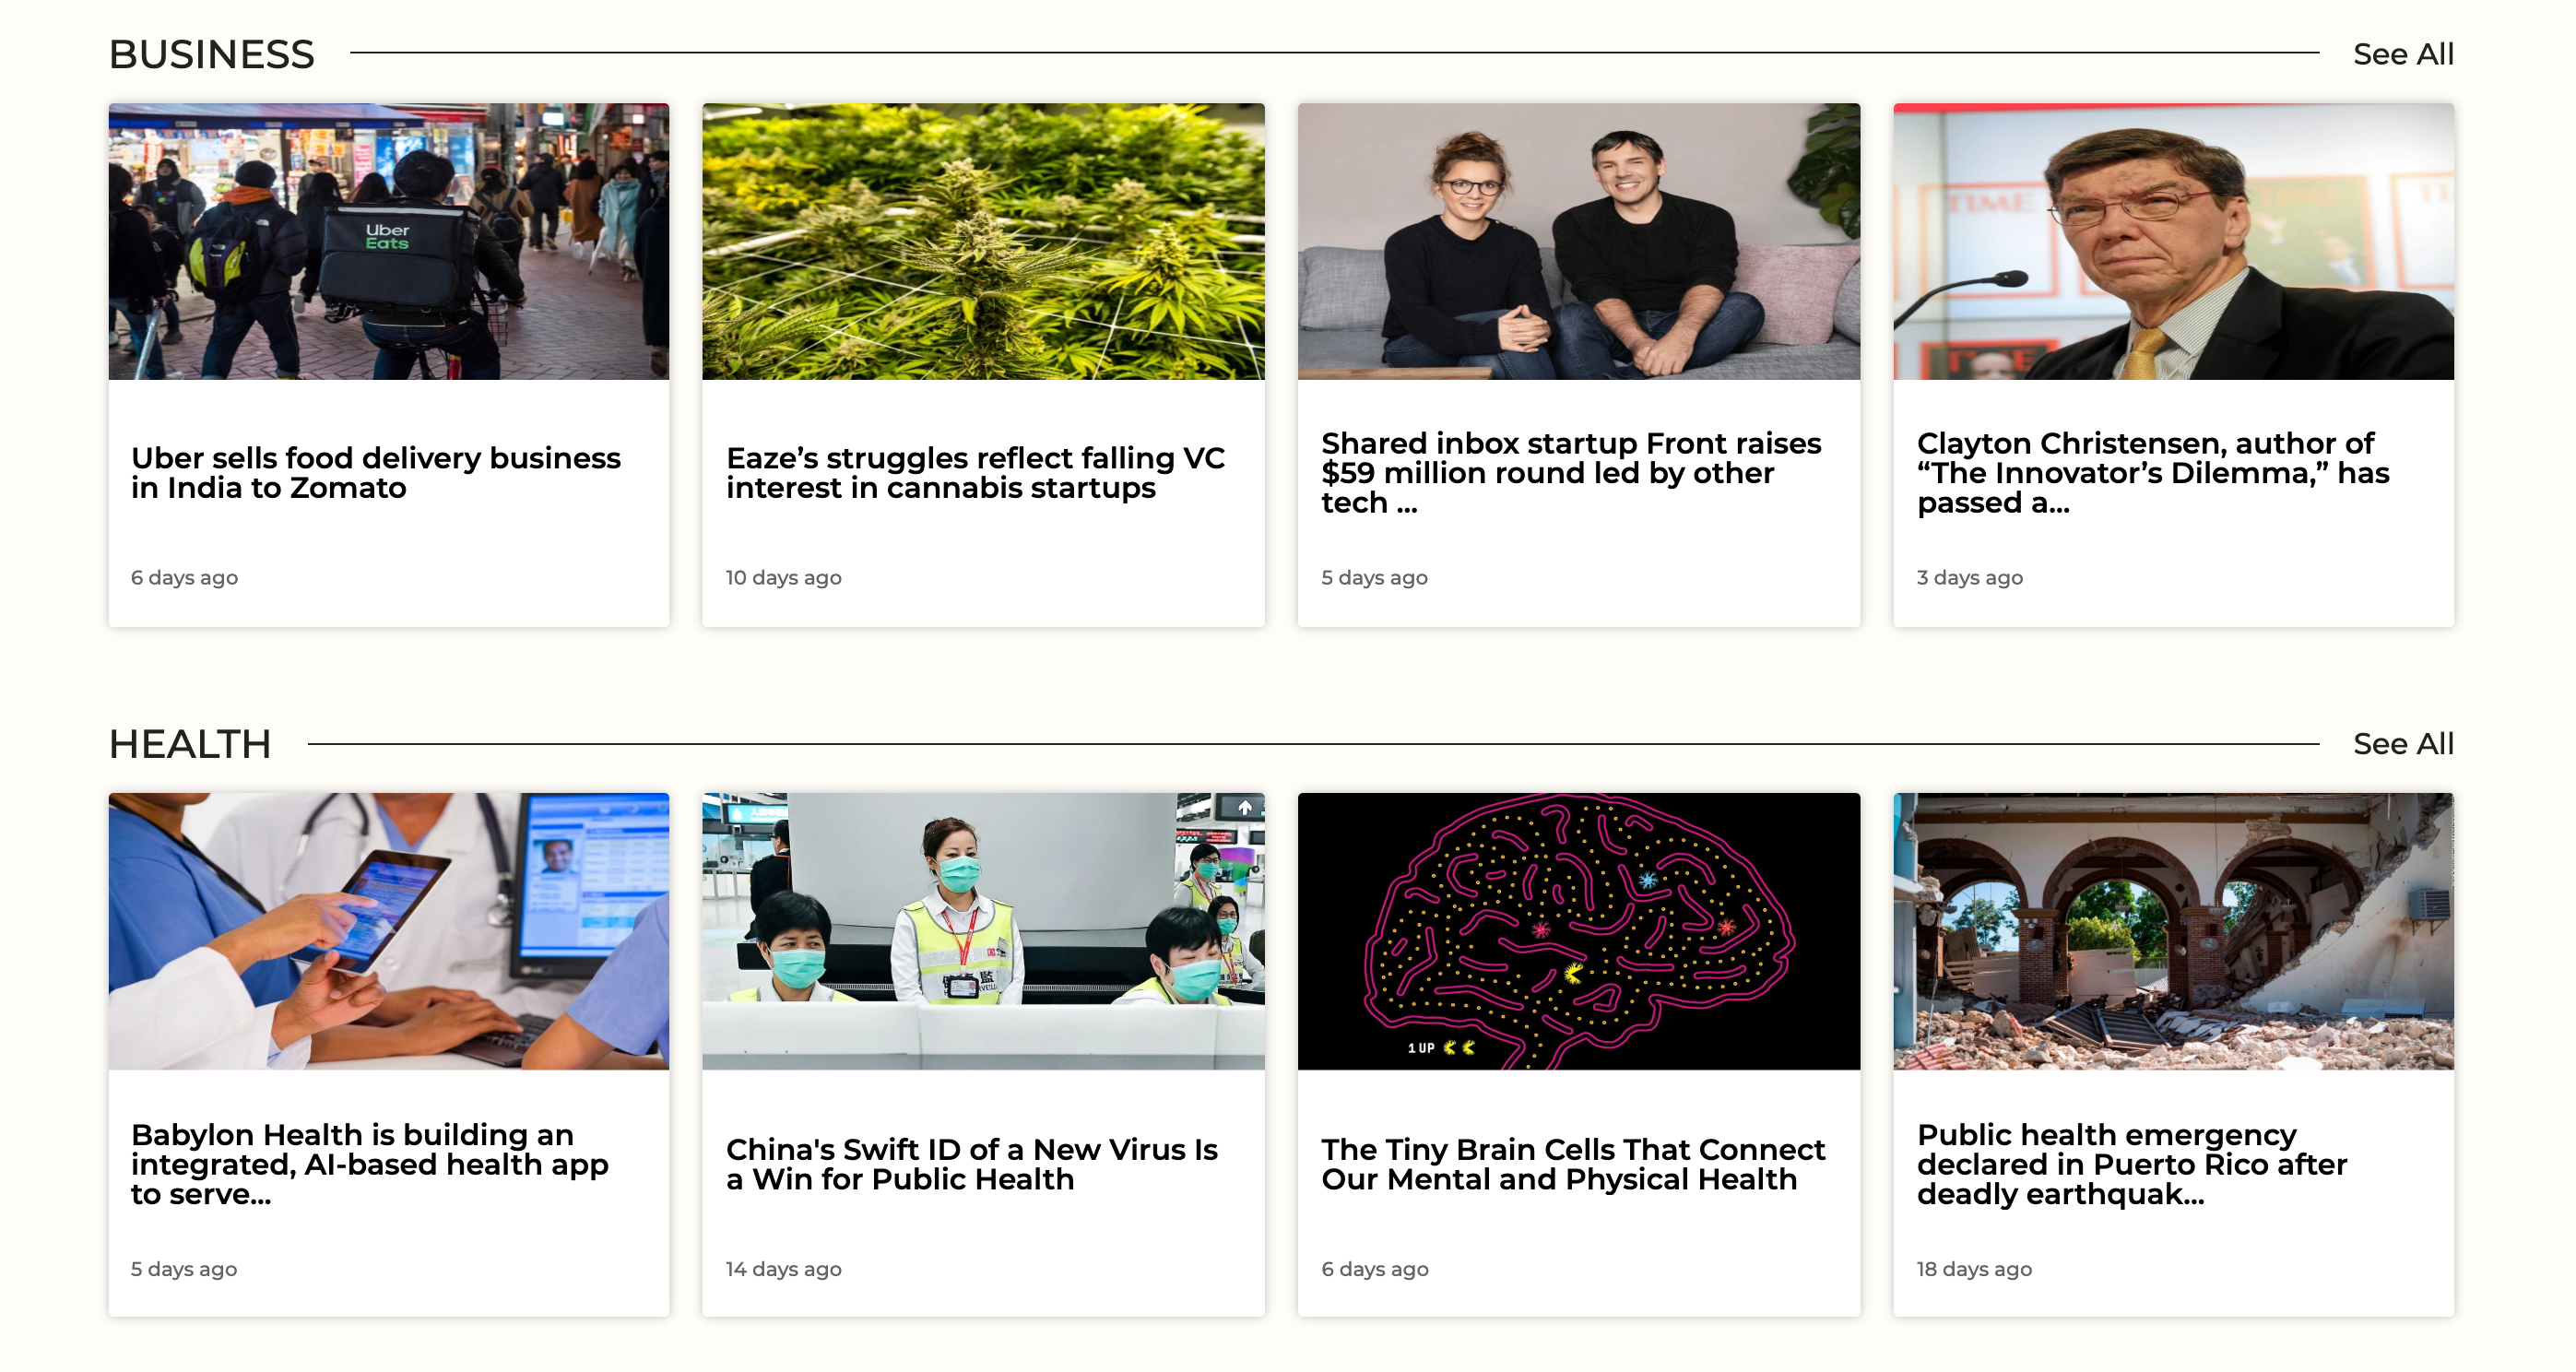 BUSINESS
See All
Uber
Eats
TIME
TIME
TI
TIME
Uber sells food delivery business
in India to Zomato
6 days ago
Eaze’s struggles reflect falling VC
interest in cannabis startups
10 days ago
Shared inbox startup Front raises
$59 million round led by other
tech ...
5 days ago
Clayton Christensen, author of
“The Innovator’s Dilemma,” has
passed a...
3 days ago
HEALTH
See All
1UP
Babylon Health is building an
integrated, AI-based health app
to serve...
5 days ago
China's Swift ID of a New Virus Is
a Win for Public Health
14 days ago
The Tiny Brain Cells That Connect
Our Mental and Physical Health
6 days ago
Public health emergency
declared in Puerto Rico after
deadly earthquak...
18 days ago